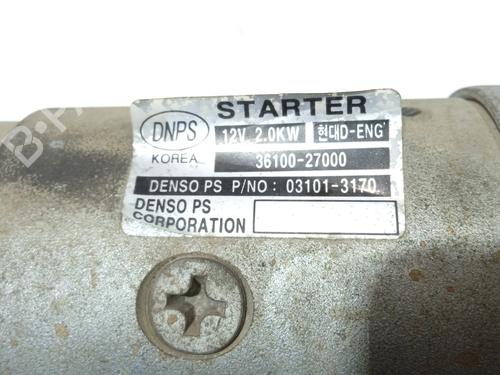 STARTER
DNPS
12V 2.0KW 현대D-ENG'
KOREA
36100-27000
DENSO PS P/NO: 03101-3170
DENSO PS
CORPORATION